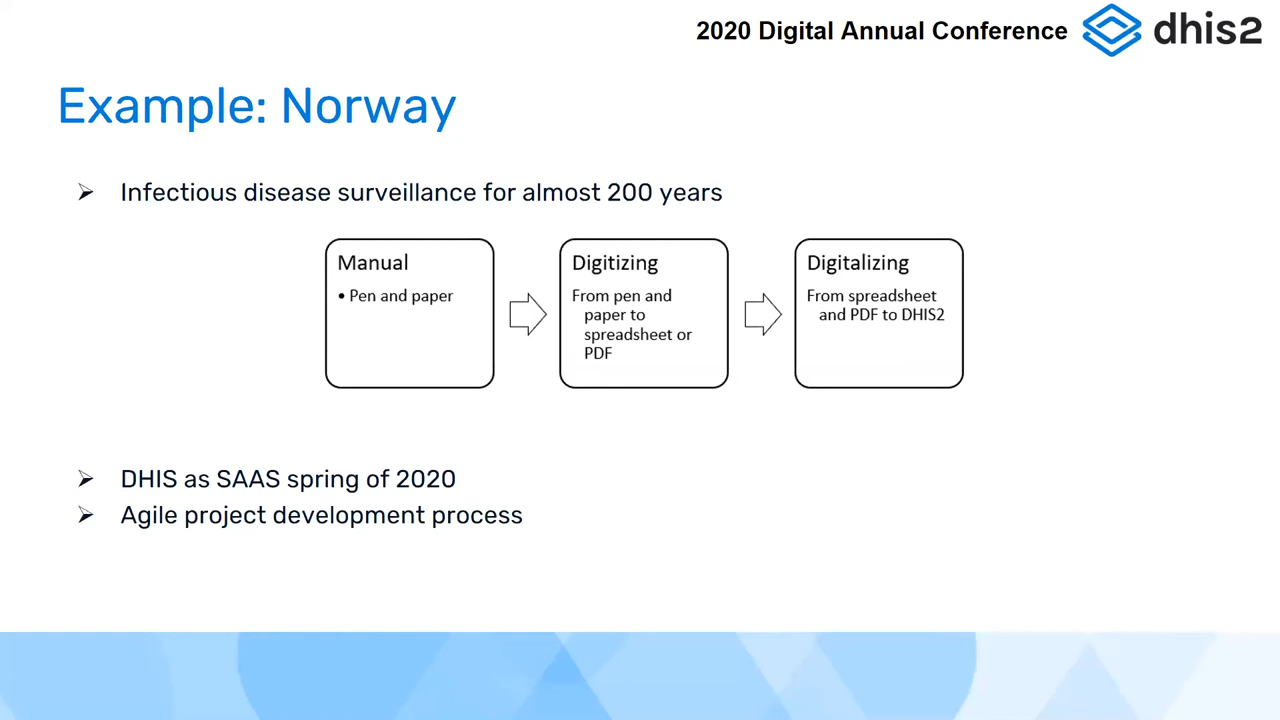 2020 Digital Annual Conference
dhis2
Example: Norway
➢ Infectious disease surveillance for almost 200 years
Manual
• Pen and paper
Digitizing
From pen and
paper to
spreadsheet or
PDF
Digitalizing
From spreadsheet
and PDF to DHIS2
➢ DHIS as SAAS spring of 2020
➢ Agile project development process